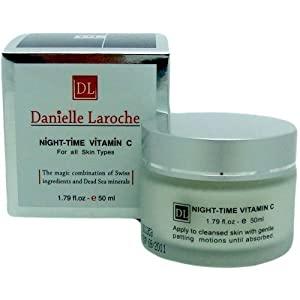 DL
Danielle Laroche
NIGHT-TIME VITAMIN C
For all Skin Types
The magic combination of Swiss
ingredients and Dead Sea minerals
1.79 fl.oz - e 50 ml
DL NIGHT-TIME VITAMIN C
1.79 fl.oz - e 50ml
Apply to cleansed skin with gentle
patting motions until absorbed.